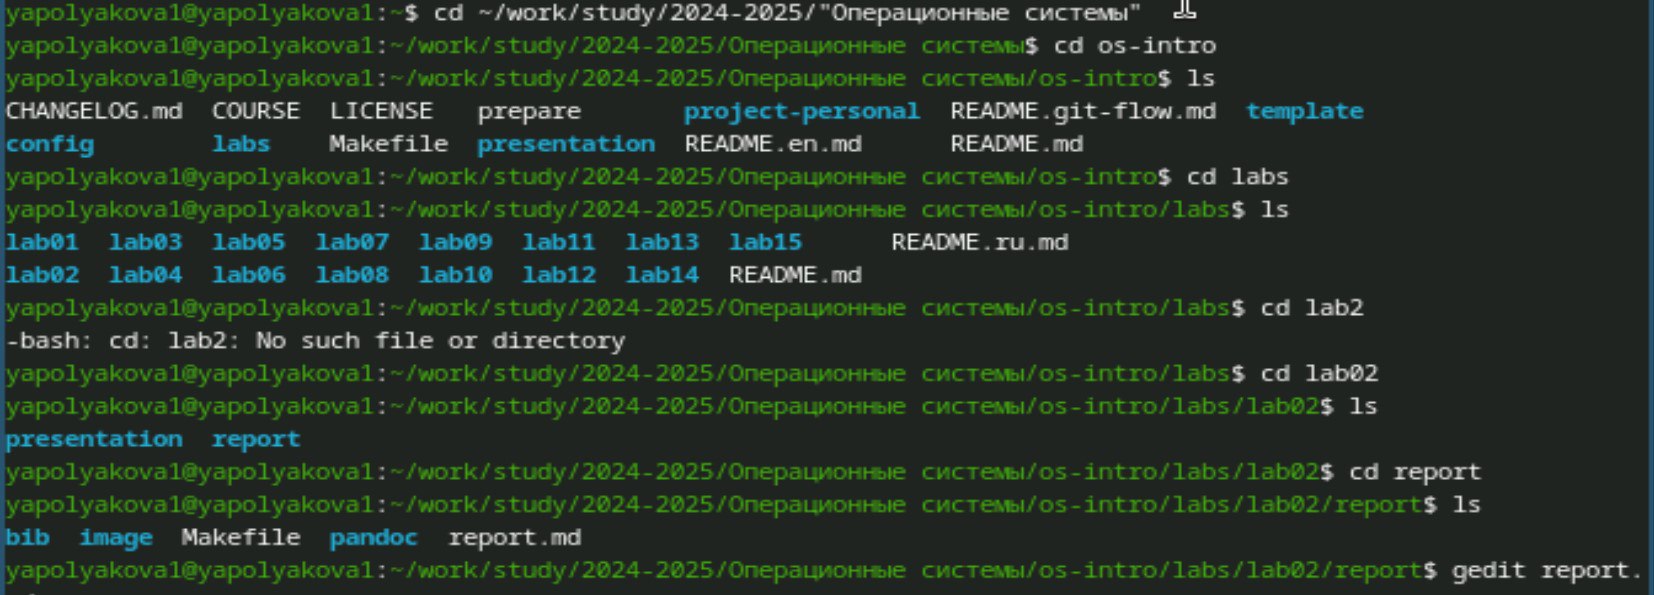 yapolyakova1@yapolyakova1:~$ cd ~/work/study/2024-2025/"Операционные системы"
yapolyakova1@yapolyakova1:~/work/study/2024-2025/Операционные системы$ cd os-intro
yapolyakova1@yapolyakova1:~/work/study/2024-2025/Операционные системы/os-intro$ ls
CHANGELOG.md  COURSE  LICENSE   prepare       project-personal  README.git-flow.md  template
config        labs    Makefile  presentation  README.en.md      README.md
yapolyakova1@yapolyakova1:~/work/study/2024-2025/Операционные системы/os-intro$ cd labs
yapolyakova1@yapolyakova1:~/work/study/2024-2025/Операционные системы/os-intro/labs$ ls
lab01  lab03  lab05  lab07  lab09  lab11  lab13  lab15      README.ru.md
lab02  lab04  lab06  lab08  lab10  lab12  lab14  README.md
yapolyakova1@yapolyakova1:~/work/study/2024-2025/Операционные системы/os-intro/labs$ cd lab2
-bash: cd: lab2: No such file or directory
yapolyakova1@yapolyakova1:~/work/study/2024-2025/Операционные системы/os-intro/labs$ cd lab02
yapolyakova1@yapolyakova1:~/work/study/2024-2025/Операционные системы/os-intro/labs/lab02$ ls
presentation  report
yapolyakova1@yapolyakova1:~/work/study/2024-2025/Операционные системы/os-intro/labs/lab02$ cd report
yapolyakova1@yapolyakova1:~/work/study/2024-2025/Операционные системы/os-intro/labs/lab02/report$ ls
bib  image  Makefile  pandoc  report.md
yapolyakova1@yapolyakova1:~/work/study/2024-2025/Операционные системы/os-intro/labs/lab02/report$ gedit report.